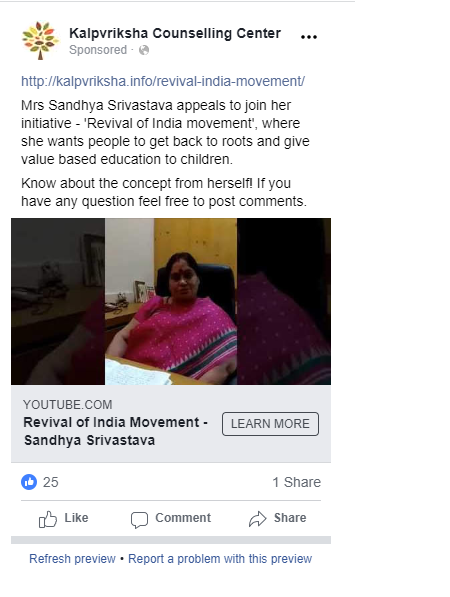 Kalpvriksha Counselling Center
Sponsored ·
http://kalpvriksha.info/revival-india-movement/
Mrs Sandhya Srivastava appeals to join her
initiative - 'Revival of India movement', where
she wants people to get back to roots and give
value based education to children.
Know about the concept from herself! If you
have any question feel free to post comments.
YOUTUBE.COM
Revival of India Movement -
Sandhya Srivastava
LEARN MORE
25
1 Share
Like
Comment
Share
Refresh preview • Report a problem with this preview